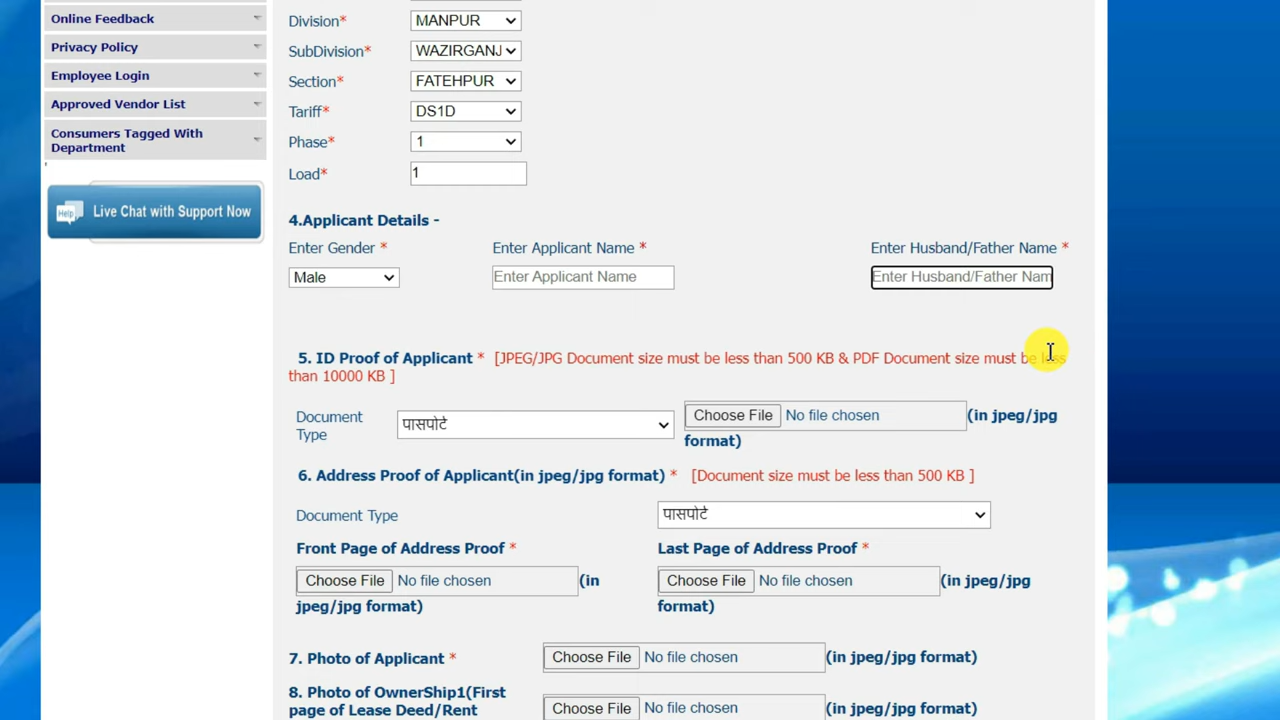 Online Feedback
Privacy Policy
Employee Login
Approved Vendor List
Consumers Tagged With
Department
Help
Live Chat with Support Now
Division* MANPUR
SubDivision* WAZIRGANJ
Section* FATEHPUR
Tariff* DS1D
Phase* 1
Load* 1
4.Applicant Details -
Enter Gender * Enter Applicant Name * Enter Husband/Father Name *
Male Enter Applicant Name Enter Husband/Father Nam
5. ID Proof of Applicant * [JPEG/JPG Document size must be less than 500 KB & PDF Document size must be less
than 10000 KB ]
Document
Type
पासपोर्ट
Choose File No file chosen (in jpeg/jpg
format)
6. Address Proof of Applicant(in jpeg/jpg format) * [Document size must be less than 500 KB ]
Document Type पासपोर्ट
Front Page of Address Proof * Last Page of Address Proof *
Choose File No file chosen (in
jpeg/jpg format)
Choose File No file chosen (in jpeg/jpg
format)
7. Photo of Applicant * Choose File No file chosen (in jpeg/jpg format)
8. Photo of OwnerShip1(First
page of Lease Deed/Rent
Choose File No file chosen (in jpeg/jpg format)